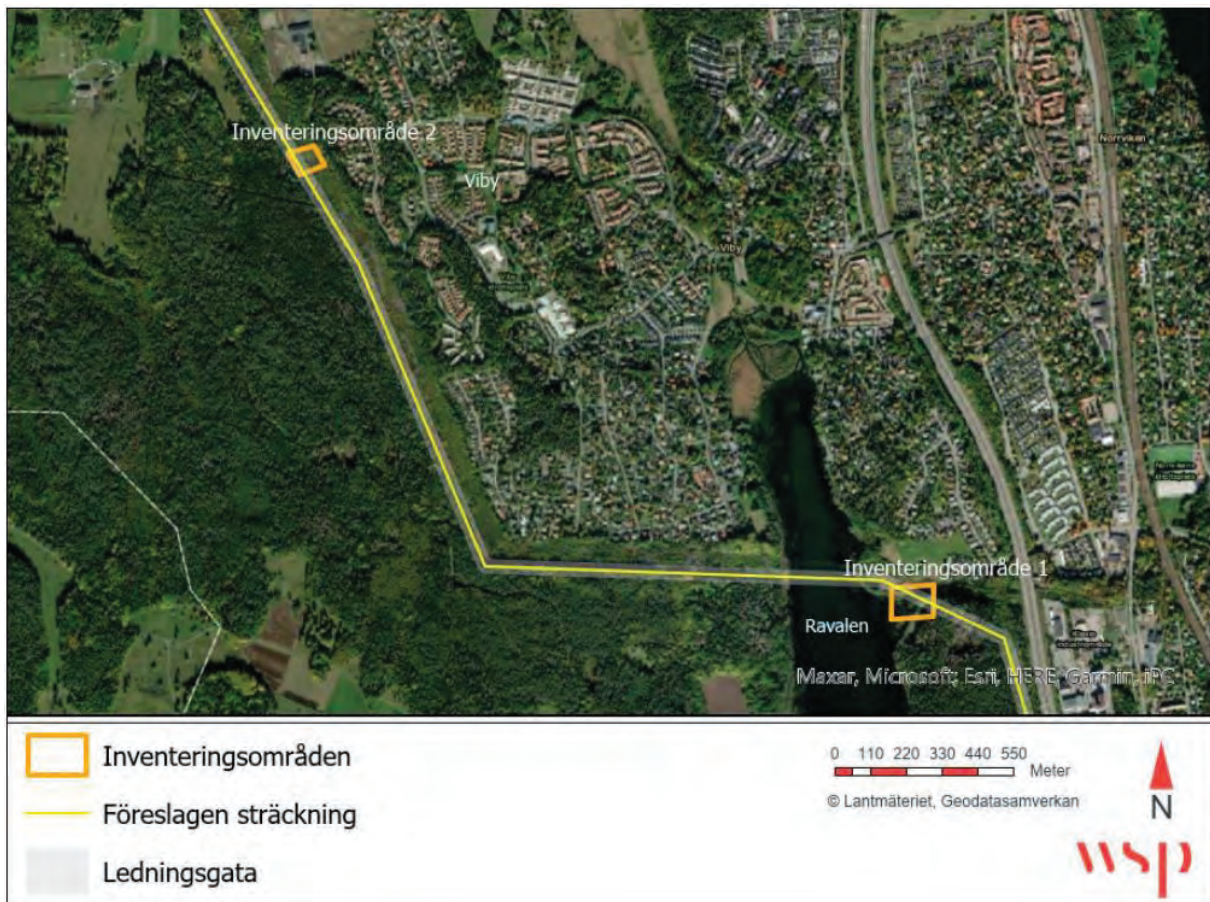 Inventeringsområde 2
Viby
Norrviken
Viby
Inventeringsområde 1
Ravalen
Maxar, Microsoft, Esri, HERE, Garmin, iPC
Inventeringsområden
Föreslagen sträckning
Ledningsgata
0 110 220 330 440 550
Meter
© Lantmäteriet, Geodatasamverkan
N
wsp